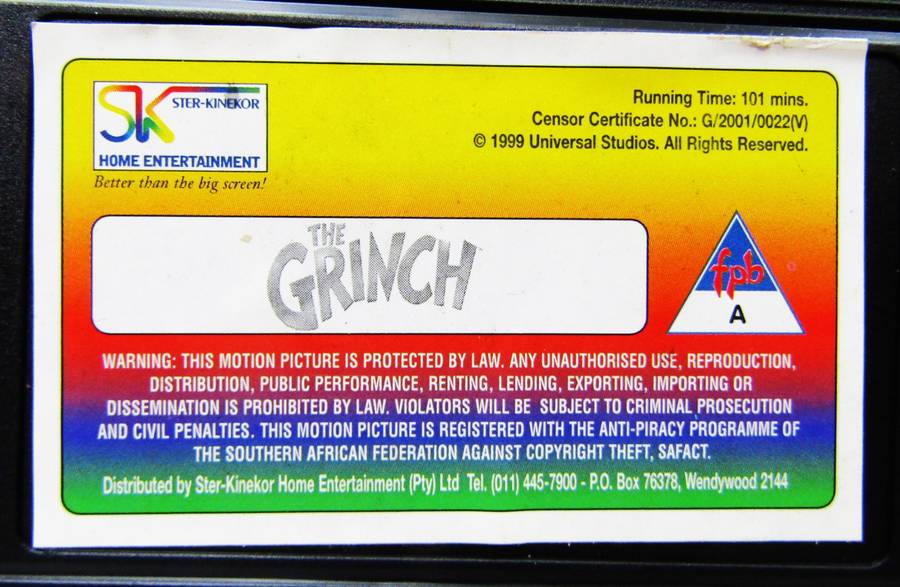 SK STER-KINEKOR
HOME ENTERTAINMENT
Better than the big screen!
Running Time: 101 mins.
Censor Certificate No.: G/2001/0022(V)
© 1999 Universal Studios. All Rights Reserved.
THE
GRINCH
fpb
A
WARNING: THIS MOTION PICTURE IS PROTECTED BY LAW. ANY UNAUTHORISED USE, REPRODUCTION,
DISTRIBUTION, PUBLIC PERFORMANCE, RENTING, LENDING, EXPORTING, IMPORTING OR
DISSEMINATION IS PROHIBITED BY LAW. VIOLATORS WILL BE SUBJECT TO CRIMINAL PROSECUTION
AND CIVIL PENALTIES. THIS MOTION PICTURE IS REGISTERED WITH THE ANTI-PIRACY PROGRAMME OF
THE SOUTHERN AFRICAN FEDERATION AGAINST COPYRIGHT THEFT, SAFACT.
Distributed by Ster-Kinekor Home Entertainment (Pty) Ltd Tel. (011) 445-7900 - P.O. Box 76378, Wendywood 2144